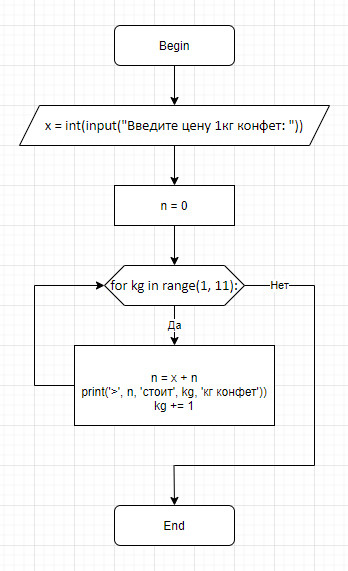 Begin
x = int(input("Введите цену 1кг конфет: "))
n = 0
for kg in range(1, 11):
Нет
Да
n = x + n
print('>', n, 'стоит', kg, 'кг конфет'))
kg += 1
End